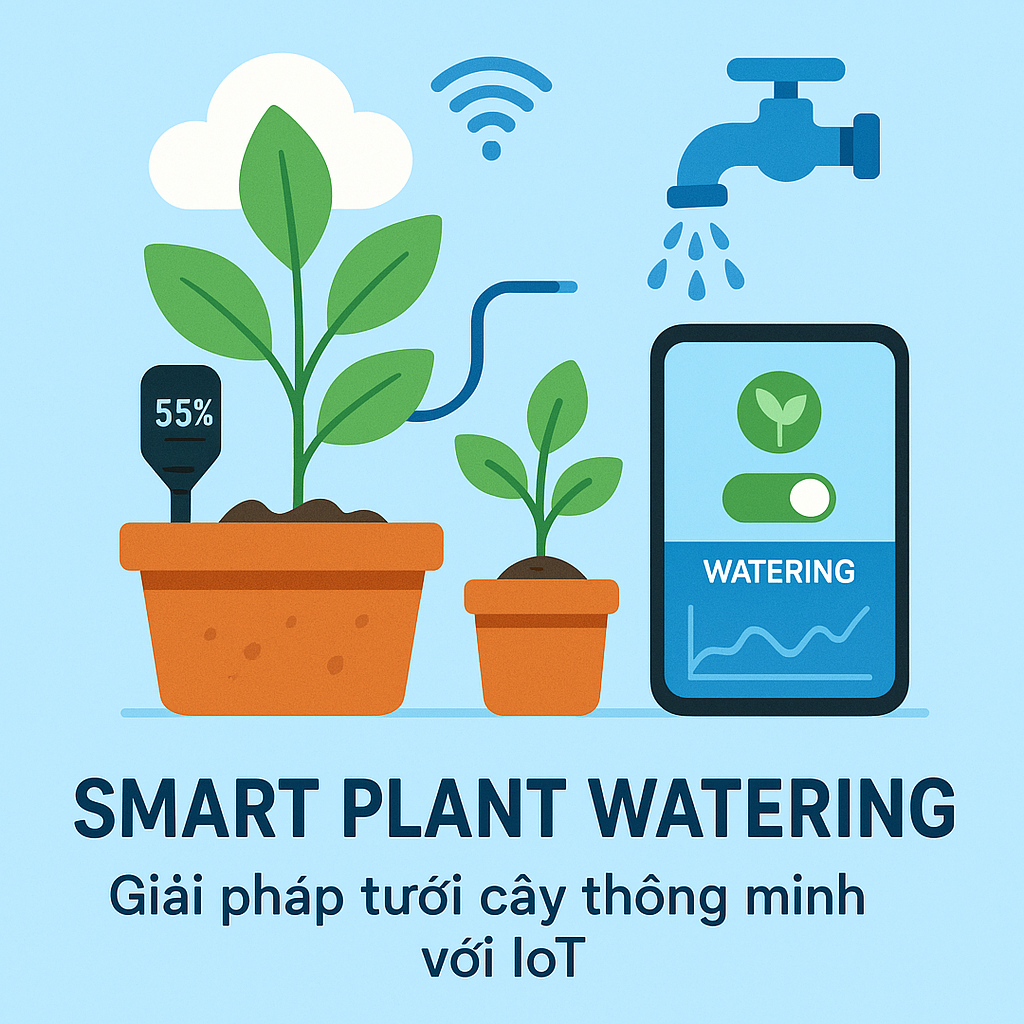 55%
WATERING
SMART PLANT WATERING
Giải pháp tưới cây thông minh
với IoT